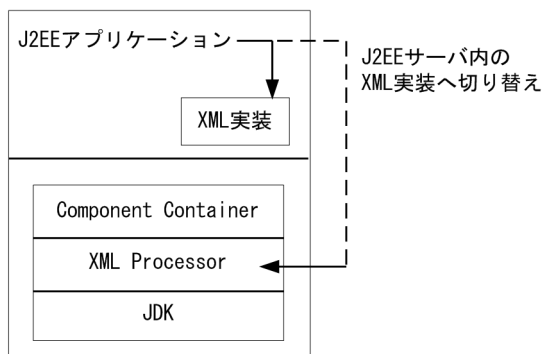 J2EEアプリケーション
J2EEサーバ内の
XML実装へ切り替え
XML実装
Component Container
XML Processor
JDK